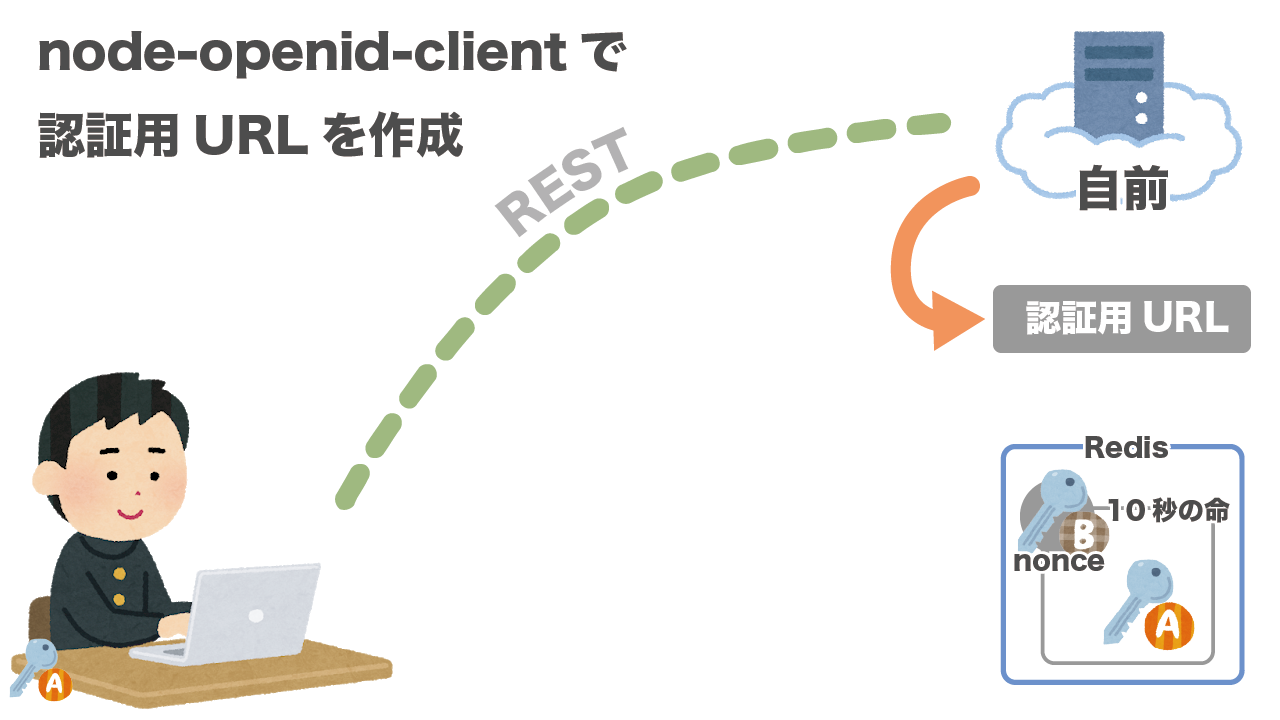 node-openid-client で
認証用 URL を作成
REST
自前
認証用 URL
Redis
10 秒の命
B
nonce
A
A